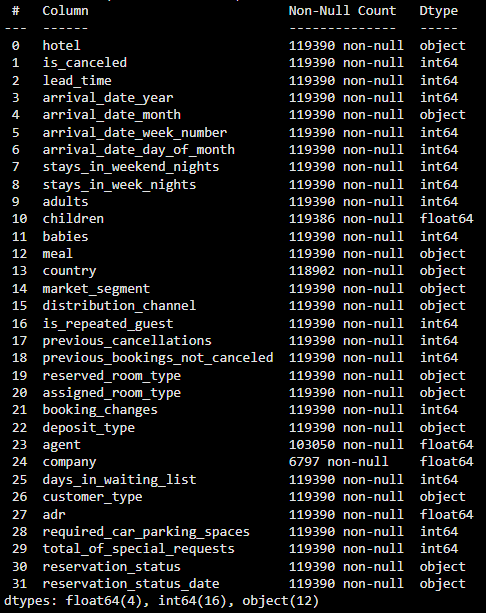 #   Column                          Non-Null Count   Dtype
---  ------                          --------------   -----
 0   hotel                           119390 non-null  object
 1   is_canceled                     119390 non-null  int64
 2   lead_time                       119390 non-null  int64
 3   arrival_date_year               119390 non-null  int64
 4   arrival_date_month              119390 non-null  object
 5   arrival_date_week_number        119390 non-null  int64
 6   arrival_date_day_of_month       119390 non-null  int64
 7   stays_in_weekend_nights         119390 non-null  int64
 8   stays_in_week_nights            119390 non-null  int64
 9   adults                          119390 non-null  int64
 10  children                        119386 non-null  float64
 11  babies                          119390 non-null  int64
 12  meal                            119390 non-null  object
 13  country                         118902 non-null  object
 14  market_segment                  119390 non-null  object
 15  distribution_channel            119390 non-null  object
 16  is_repeated_guest               119390 non-null  int64
 17  previous_cancellations          119390 non-null  int64
 18  previous_bookings_not_canceled  119390 non-null  int64
 19  reserved_room_type              119390 non-null  object
 20  assigned_room_type              119390 non-null  object
 21  booking_changes                 119390 non-null  int64
 22  deposit_type                    119390 non-null  object
 23  agent                           103050 non-null  float64
 24  company                         6797 non-null    float64
 25  days_in_waiting_list            119390 non-null  int64
 26  customer_type                   119390 non-null  object
 27  adr                             119390 non-null  float64
 28  required_car_parking_spaces     119390 non-null  int64
 29  total_of_special_requests       119390 non-null  int64
 30  reservation_status              119390 non-null  object
 31  reservation_status_date         119390 non-null  object
dtypes: float64(4), int64(16), object(12)